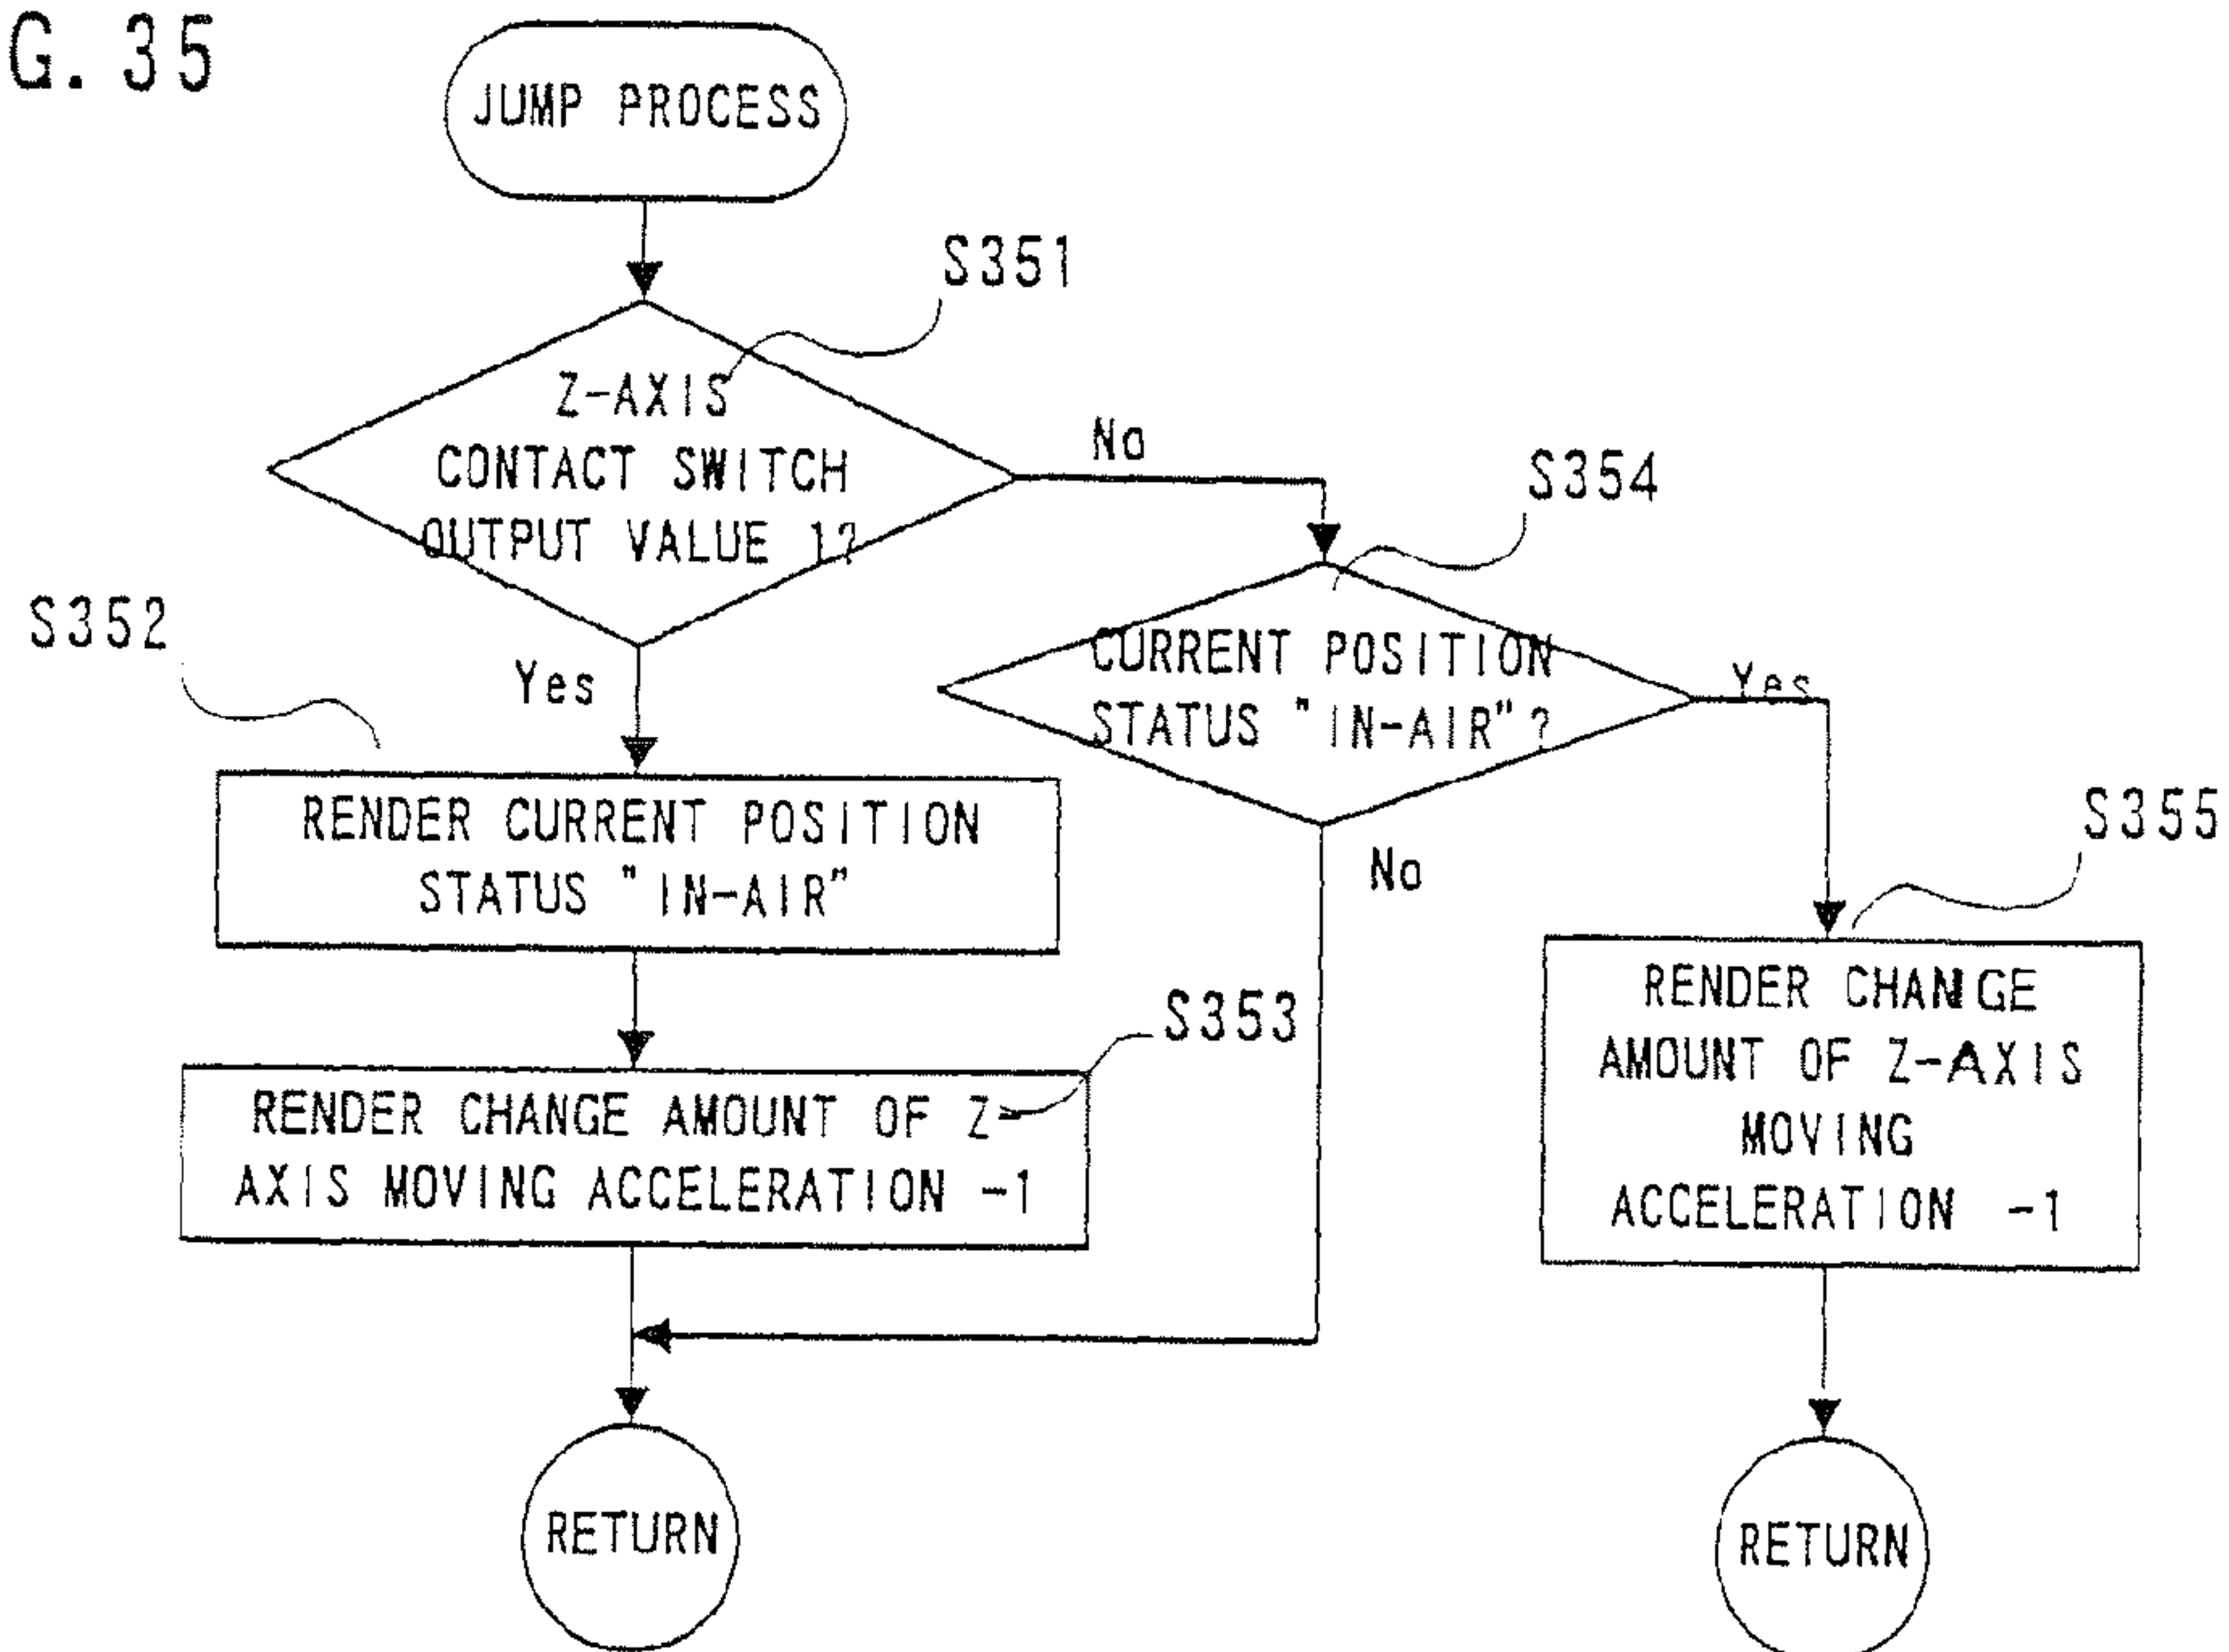 G. 35
JUMP PROCESS
S351
Z-AXIS
CONTACT SWITCH
OUTPUT VALUE 1?
No
S354
S352
Yes
CURRENT POSITION
STATUS "IN-AIR"?
Yes
RENDER CURRENT POSITION
STATUS "IN-AIR"
No
S355
S353
RENDER CHANGE AMOUNT OF Z-
AXIS MOVING ACCELERATION -1
RENDER CHANGE
AMOUNT OF Z-AXIS
MOVING
ACCELERATION -1
RETURN
RETURN